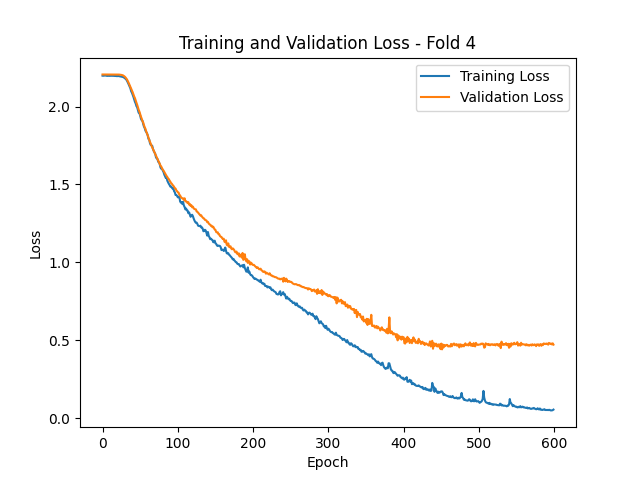 Training and Validation Loss - Fold 4
Training Loss
Validation Loss
2.0
1.5
1.0
0.5
0.0
Loss
0 100 200 300 400 500 600
Epoch